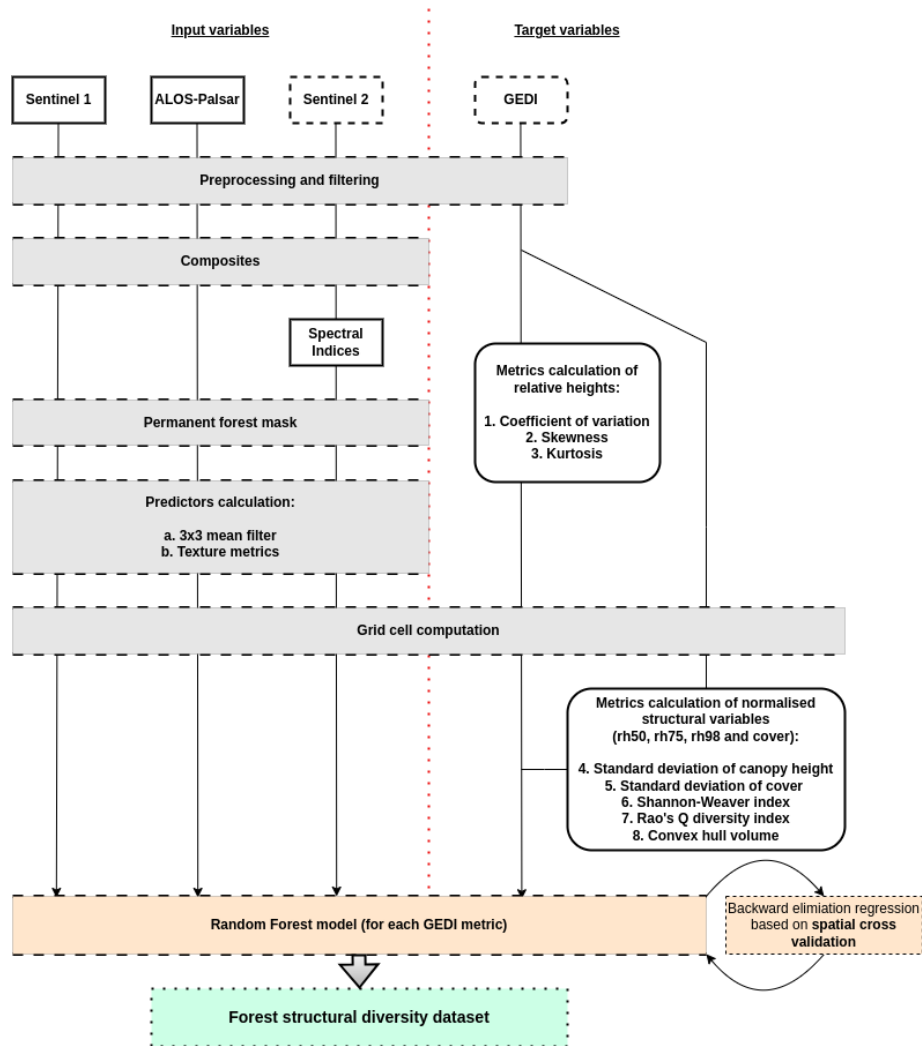 Input variables
Target variables
Sentinel 1
ALOS-Palsar
Sentinel 2
GEDI
Preprocessing and filtering
Composites
Spectral
Indices
Metrics calculation of
relative heights:
1. Coefficient of variation
2. Skewness
3. Kurtosis
Permanent forest mask
Predictors calculation:
a. 3x3 mean filter
b. Texture metrics
Grid cell computation
Metrics calculation of normalised
structural variables
(rh50, rh75, rh98 and cover):
4. Standard deviation of canopy height
5. Standard deviation of cover
6. Shannon-Weaver index
7. Rao's Q diversity index
8. Convex hull volume
Random Forest model (for each GEDI metric)
Backward elimiation regression
based on spatial cross
validation
Forest structural diversity dataset